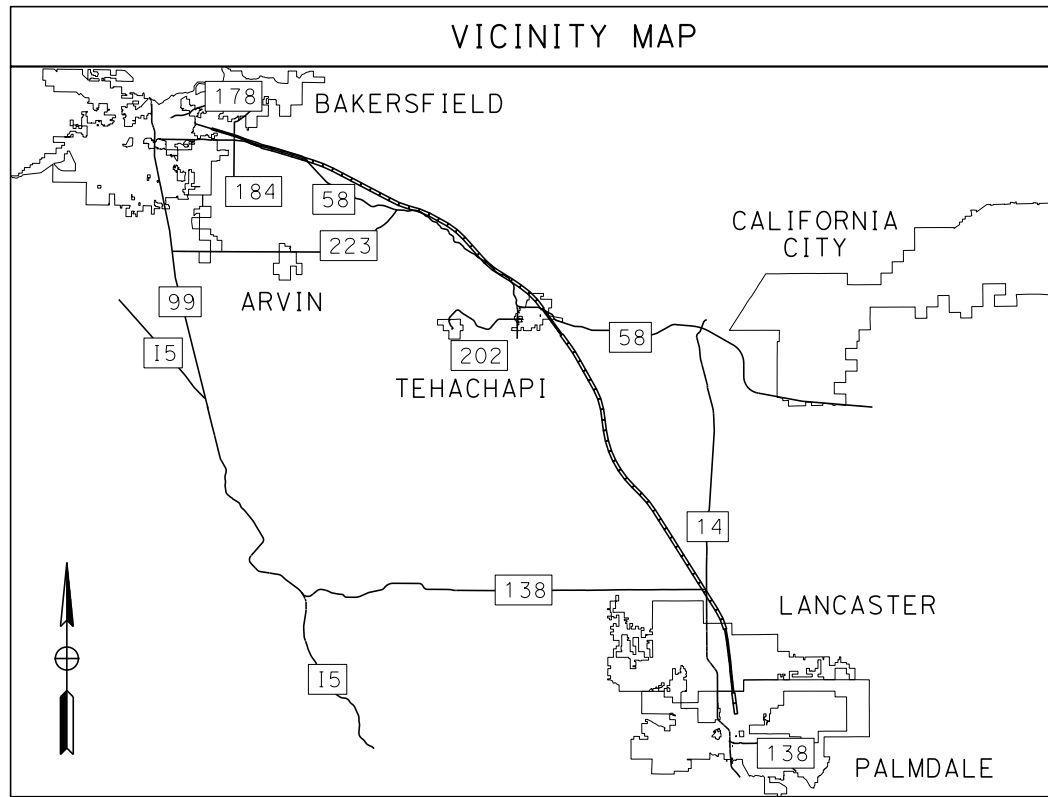 VICINITY MAP
178
BAKERSFIELD
184
58
223
CALIFORNIA
CITY
99
ARVIN
I5
58
202
TEHACHAPI
14
138
LANCASTER
I5
138
PALMDALE